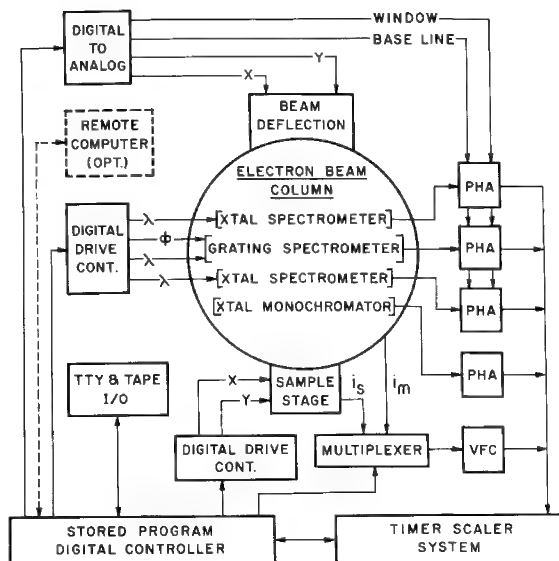 DIGITAL
TO
ANALOG
WINDOW
BASE LINE
X
Y
BEAM
DEFLECTION
REMOTE
COMPUTER
(OPT.)
ELECTRON BEAM
COLUMN
PHA
DIGITAL
DRIVE
CONT.
λ
ϕ
λ
λ
[XTAL SPECTROMETER]
[GRATING SPECTROMETER]
[XTAL SPECTROMETER]
[XTAL MONOCHROMATOR]
PHA
PHA
PHA
TTY & TAPE
I/O
X
Y
SAMPLE
STAGE
is
im
DIGITAL DRIVE
CONT.
MULTIPLEXER
VFC
STORED PROGRAM
DIGITAL CONTROLLER
TIMER SCALER
SYSTEM